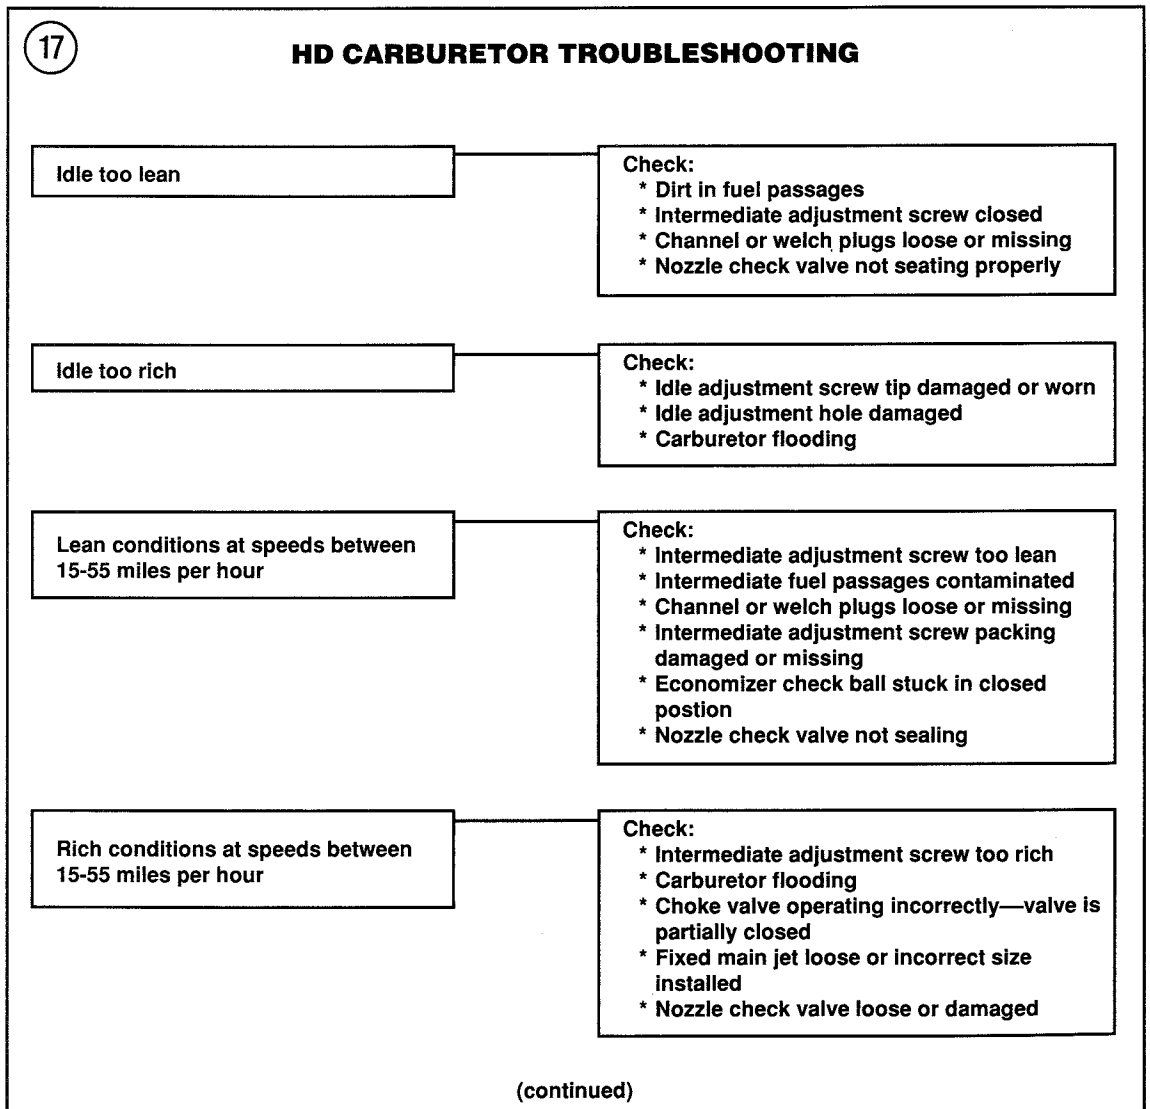 17
HD CARBURETOR TROUBLESHOOTING
Idle too lean
Check:
* Dirt in fuel passages
* Intermediate adjustment screw closed
* Channel or welch plugs loose or missing
* Nozzle check valve not seating properly
Idle too rich
Check:
* Idle adjustment screw tip damaged or worn
* Idle adjustment hole damaged
* Carburetor flooding
Lean conditions at speeds between
15-55 miles per hour
Check:
* Intermediate adjustment screw too lean
* Intermediate fuel passages contaminated
* Channel or welch plugs loose or missing
* Intermediate adjustment screw packing
damaged or missing
* Economizer check ball stuck in closed
postion
* Nozzle check valve not sealing
Rich conditions at speeds between
15-55 miles per hour
Check:
* Intermediate adjustment screw too rich
* Carburetor flooding
* Choke valve operating incorrectly—valve is
partially closed
* Fixed main jet loose or incorrect size
installed
* Nozzle check valve loose or damaged
(continued)